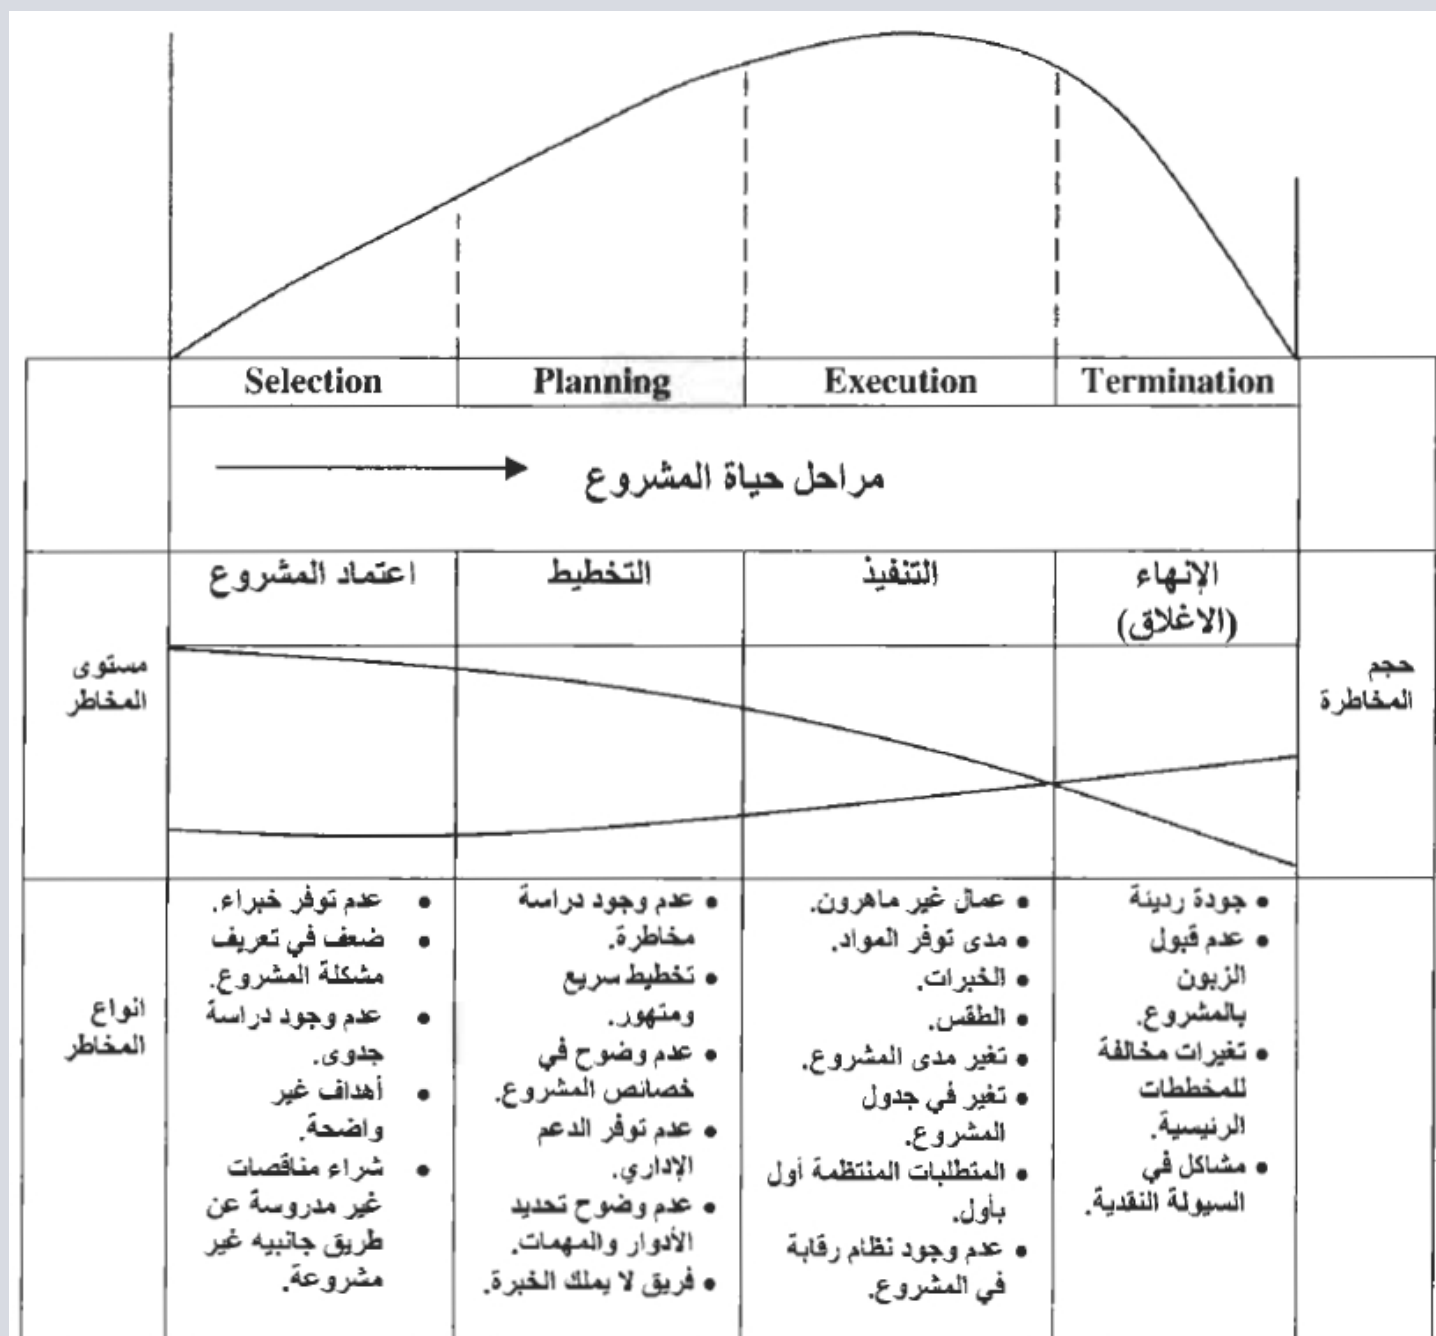 Selection
Planning
Execution
Termination
مراحل حياة المشروع
اعتماد المشروع
التخطيط
التنفيذ
الإنهاء
(الاغلاق)
مستوى
المخاطر
حجم
المخاطرة
انواع
المخاطر
• عدم توفر خبراء.
• ضعف في تعريف
مشكلة المشروع.
• عدم وجود دراسة
جدوى.
• أهداف غير
واضحة.
• شراء مناقصات
غير مدروسة عن
طريق جانبيه غير
مشروعة.
• عدم وجود دراسة
مخاطرة.
• تخطيط سريع
ومتهور.
• عدم وضوح في
خصائص المشروع.
• عدم توفر الدعم
الإداري.
• عدم وضوح تحديد
الأدوار والمهمات.
• فريق لا يملك الخبرة.
• عمال غير ماهرون.
• مدى توفر المواد.
• الخبرات.
• الطقس.
• تغير مدى المشروع.
• تغير في جدول
المشروع.
• المتطلبات المنتظمة أول
بأول.
• عدم وجود نظام رقابة
في المشروع.
• جودة ردينة
• عدم قبول
الزبون
بالمشروع.
• تغيرات مخالفة
للمخططات
الرئيسية.
• مشاكل في
السيولة النقدية.